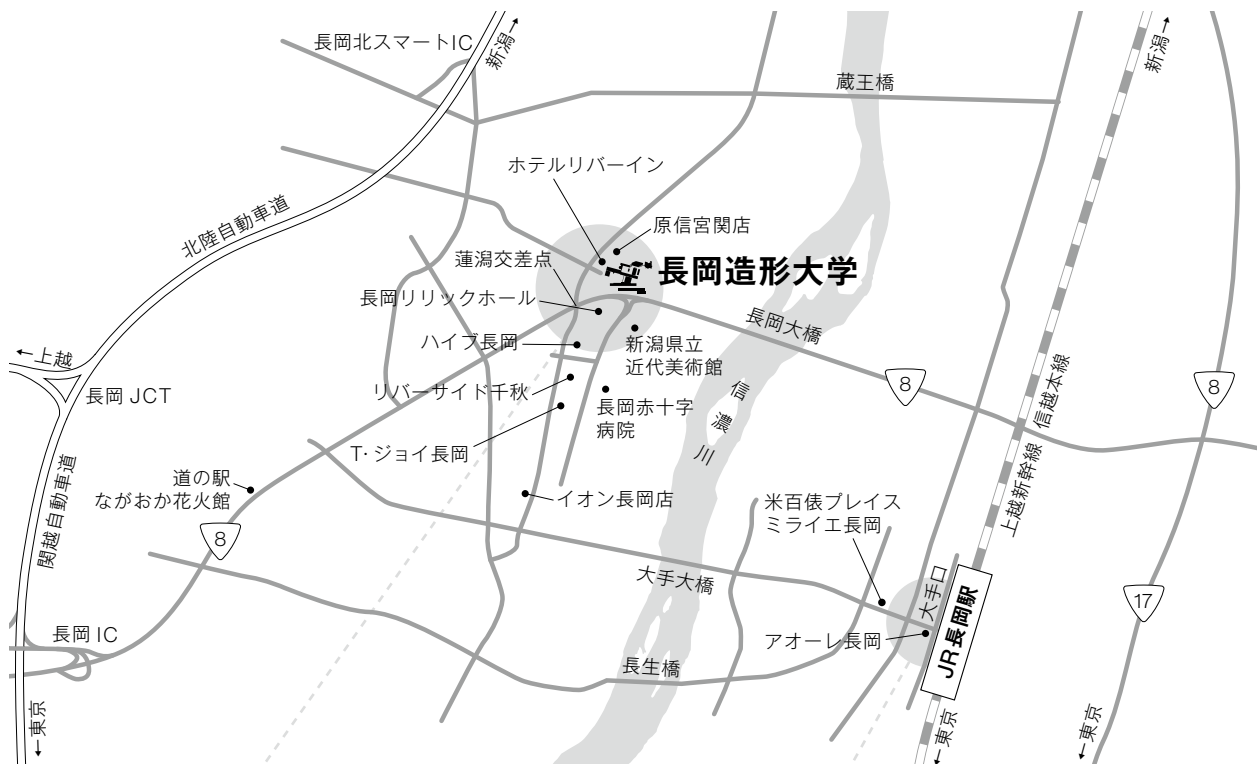 長岡北スマートIC
新潟→
新潟→
蔵王橋
ホテルリバーイン
北陸自動車道
原信宮関店
蓮潟交差点
長岡造形大学
長岡リリックホール
長岡大橋
ハイブ長岡
新潟県立
近代美術館
←上越
長岡 JCT
リバーサイド千秋
8
8
信越本線
上越新幹線
長岡赤十字
病院
信濃川
T・ジョイ長岡
道の駅
ながおか花火館
関越自動車道
イオン長岡店
米百俵プレイス
ミライエ長岡
8
大手大橋
大手口
17
長岡 IC
アオーレ長岡
JR長岡駅
長生橋
←東京
←東京
←東京